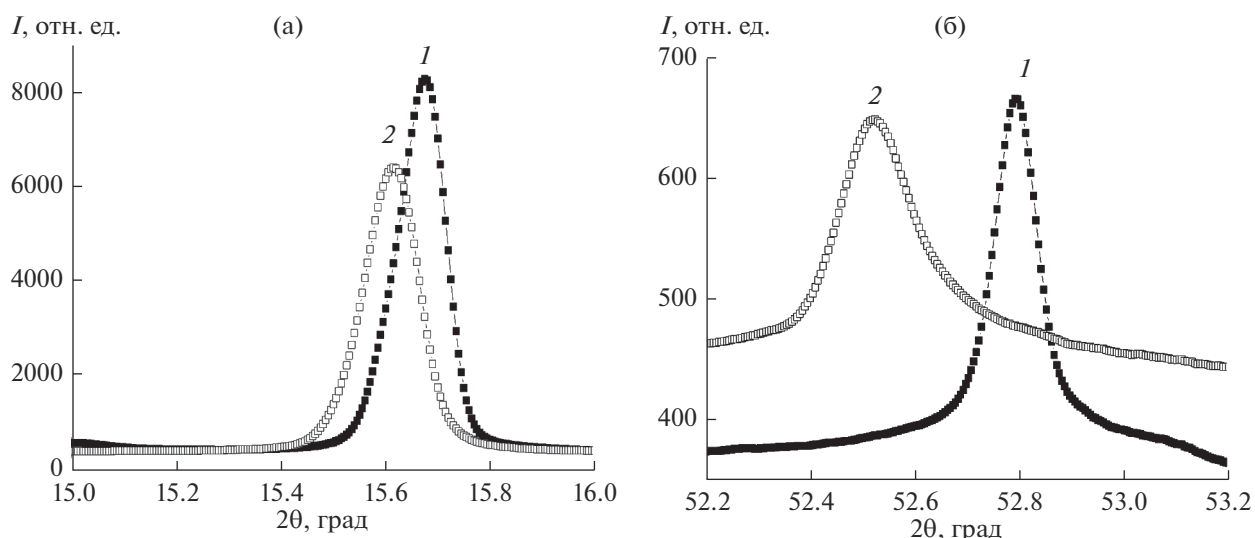 I, отн. ед.
(а)
1
8000
2
6000
4000
2000
0
15.0 15.2 15.4 15.6 15.8 16.0
2θ, град
I, отн. ед.
(б)
700
1
2
600
500
400
52.2 52.4 52.6 52.8 53.0 53.2
2θ, град